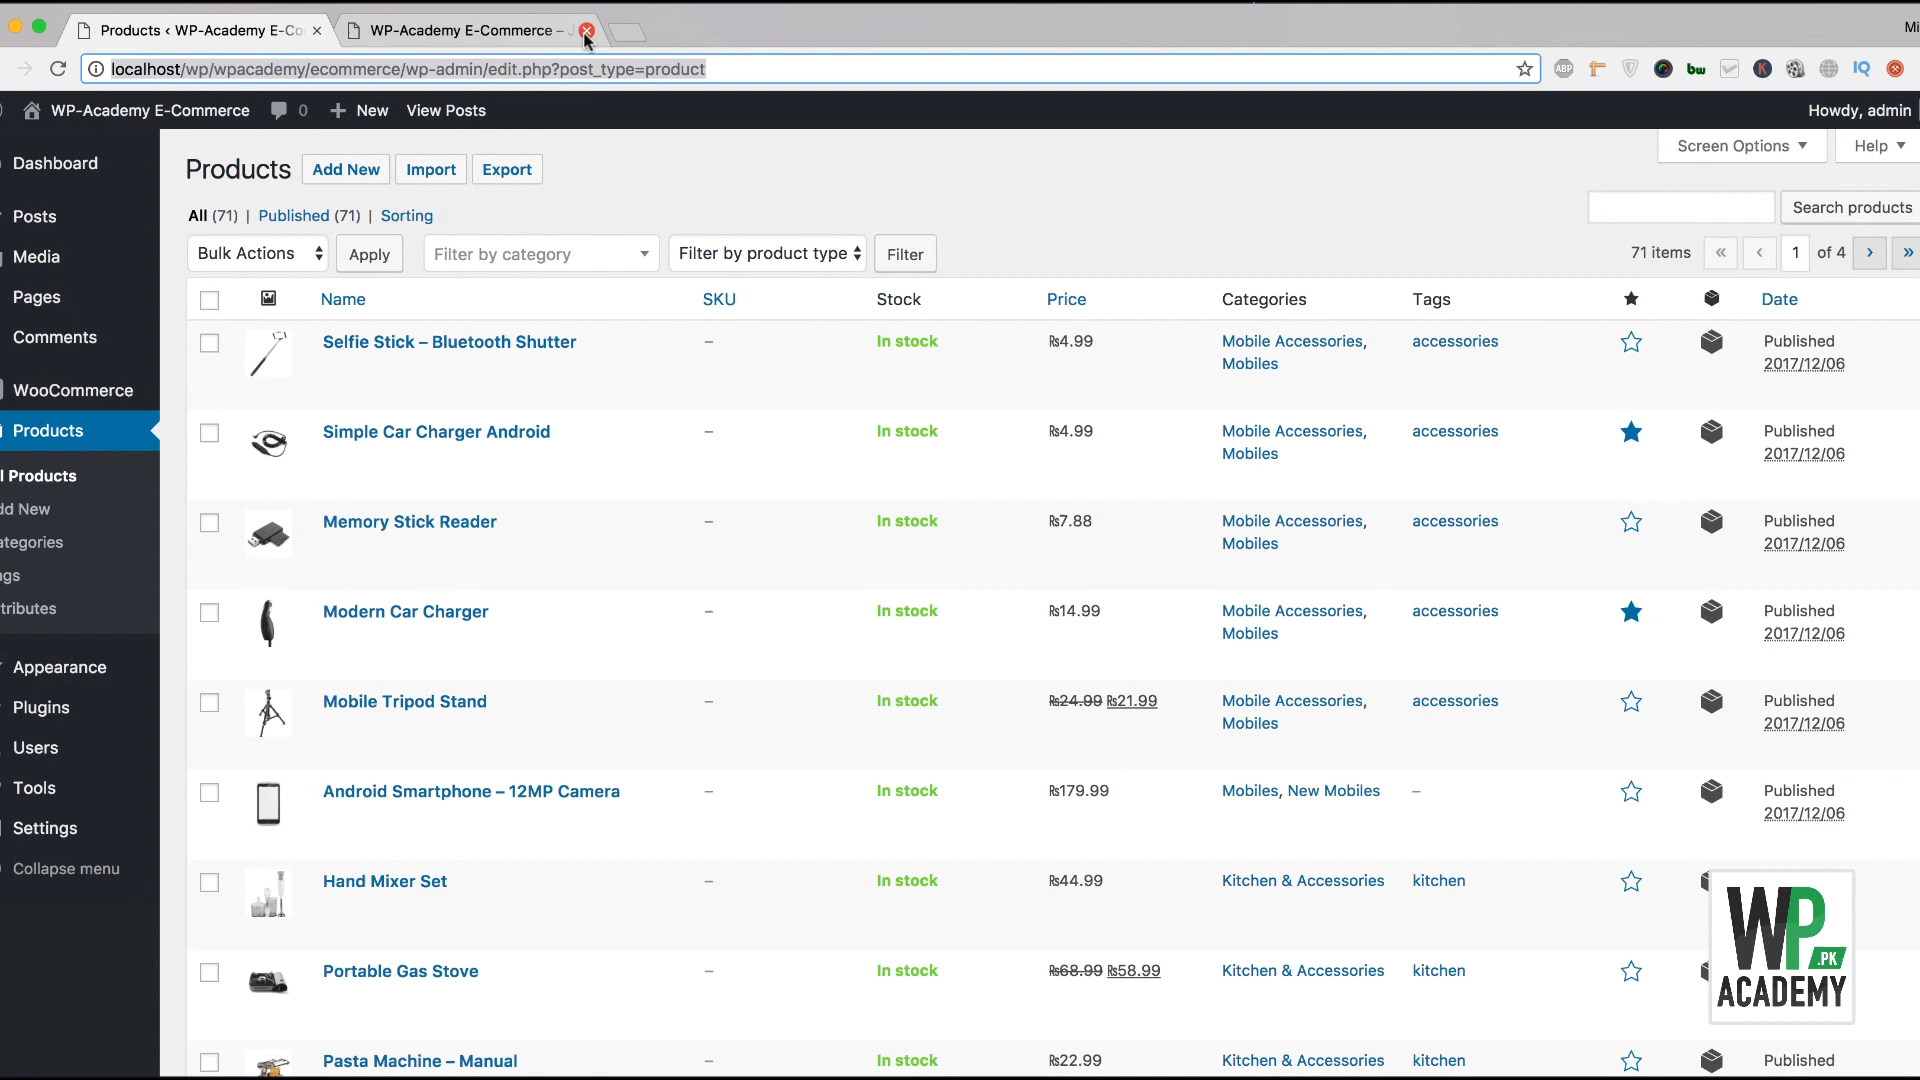 Products ‹ WP-Academy E-Co
WP-Academy E-Commerce –
Mi
localhost/wp/wpacademy/ecommerce/wp-admin/edit.php?post_type=product
ABP
bw
K
IQ
WP-Academy E-Commerce 0 + New View Posts Howdy, admin
Dashboard
Posts
Media
Pages
Comments
WooCommerce
Products
l Products
dd New
ategories
gs
tributes
Appearance
Plugins
Users
Tools
Settings
Collapse menu
Screen Options Help
Products Add New Import Export
All (71) | Published (71) | Sorting
Search products
Bulk Actions Apply Filter by category Filter by product type Filter
71 items « ‹ 1 of 4 › »
Name SKU Stock Price Categories Tags Date
Selfie Stick – Bluetooth Shutter – In stock ₨4.99 Mobile Accessories, accessories Published
Mobiles 2017/12/06
Simple Car Charger Android – In stock ₨4.99 Mobile Accessories, accessories Published
Mobiles 2017/12/06
Memory Stick Reader – In stock ₨7.88 Mobile Accessories, accessories Published
Mobiles 2017/12/06
Modern Car Charger – In stock ₨14.99 Mobile Accessories, accessories Published
Mobiles 2017/12/06
Mobile Tripod Stand – In stock ₨24.99 ₨21.99 Mobile Accessories, accessories Published
Mobiles 2017/12/06
Android Smartphone – 12MP Camera – In stock ₨179.99 Mobiles, New Mobiles – Published
2017/12/06
Hand Mixer Set – In stock ₨44.99 Kitchen & Accessories kitchen
Portable Gas Stove – In stock ₨68.99 ₨58.99 Kitchen & Accessories kitchen
Pasta Machine – Manual – In stock ₨22.99 Kitchen & Accessories kitchen Published
WP
.PK
ACADEMY